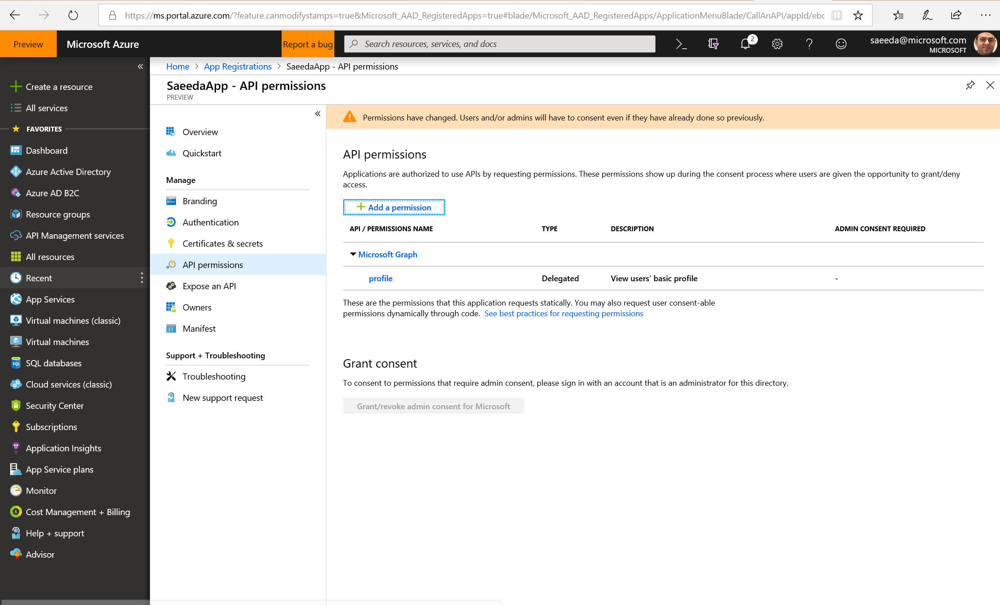 https://ms.portal.azure.com/?feature.canmodifystamps=true&Microsoft_AAD_RegisteredApps=true#blade/Microsoft_AAD_RegisteredApps/ApplicationMenuBlade/CallAnAPI/appId/ebc
Preview
Microsoft Azure
Report a bug
Search resources, services, and docs
2
saeeda@microsoft.com
MICROSOFT
Create a resource
All services
FAVORITES
Dashboard
Azure Active Directory
Azure AD B2C
Resource groups
API Management services
All resources
Recent
App Services
Virtual machines (classic)
Virtual machines
SQL databases
Cloud services (classic)
Security Center
Subscriptions
Application Insights
App Service plans
Monitor
Cost Management + Billing
Help + support
Advisor
Home > App Registrations > SaeedaApp - API permissions
SaeedaApp - API permissions
PREVIEW
Overview
Quickstart
Manage
Branding
Authentication
Certificates & secrets
API permissions
Expose an API
Owners
Manifest
Support + Troubleshooting
Troubleshooting
New support request
Permissions have changed. Users and/or admins will have to consent even if they have already done so previously.
API permissions
Applications are authorized to use APIs by requesting permissions. These permissions show up during the consent process where users are given the opportunity to grant/deny
access.
Add a permission
API / PERMISSIONS NAME TYPE DESCRIPTION ADMIN CONSENT REQUIRED
Microsoft Graph
profile Delegated View users' basic profile -
These are the permissions that this application requests statically. You may also request user consent-able
permissions dynamically through code. See best practices for requesting permissions
Grant consent
To consent to permissions that require admin consent, please sign in with an account that is an administrator for this directory.
Grant/revoke admin consent for Microsoft